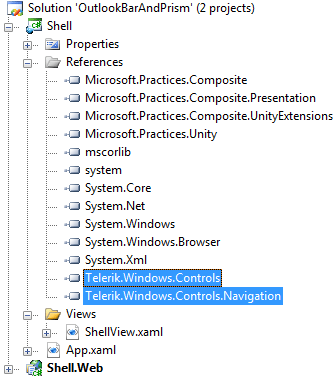 Solution 'OutlookBarAndPrism' (2 projects)
Shell
Properties
References
Microsoft.Practices.Composite
Microsoft.Practices.Composite.Presentation
Microsoft.Practices.Composite.UnityExtensions
Microsoft.Practices.Unity
mscorlib
system
System.Core
System.Net
System.Windows
System.Windows.Browser
System.Xml
Telerik.Windows.Controls
Telerik.Windows.Controls.Navigation
Views
ShellView.xaml
App.xaml
Shell.Web